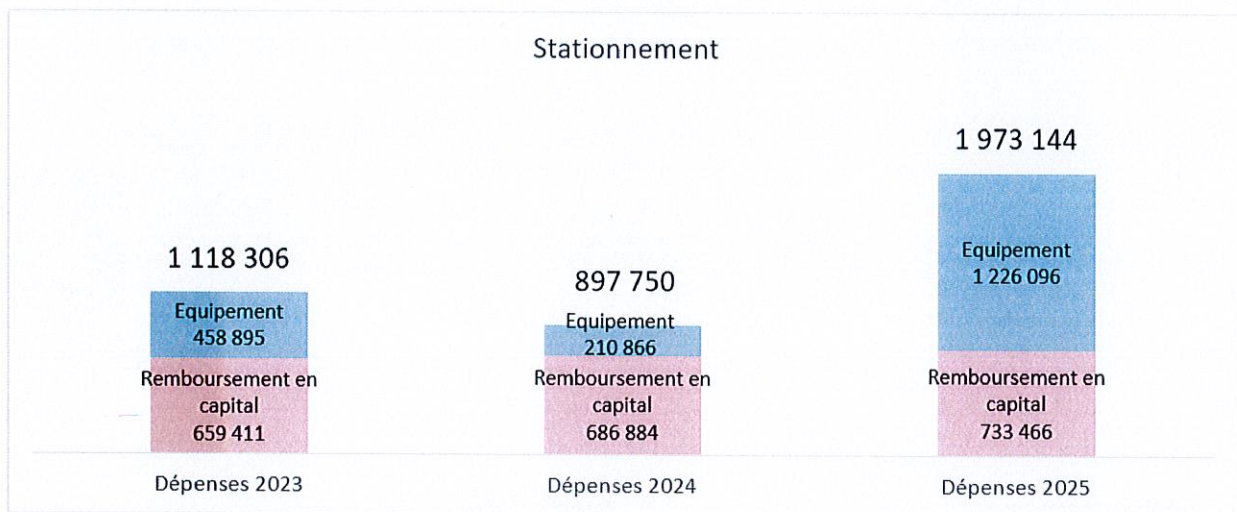 Stationnement
1 118 306
Equipement
458 895
Remboursement en
capital
659 411
Dépenses 2023
897 750
Equipement
210 866
Remboursement en
capital
686 884
Dépenses 2024
1 973 144
Equipement
1 226 096
Remboursement en
capital
733 466
Dépenses 2025